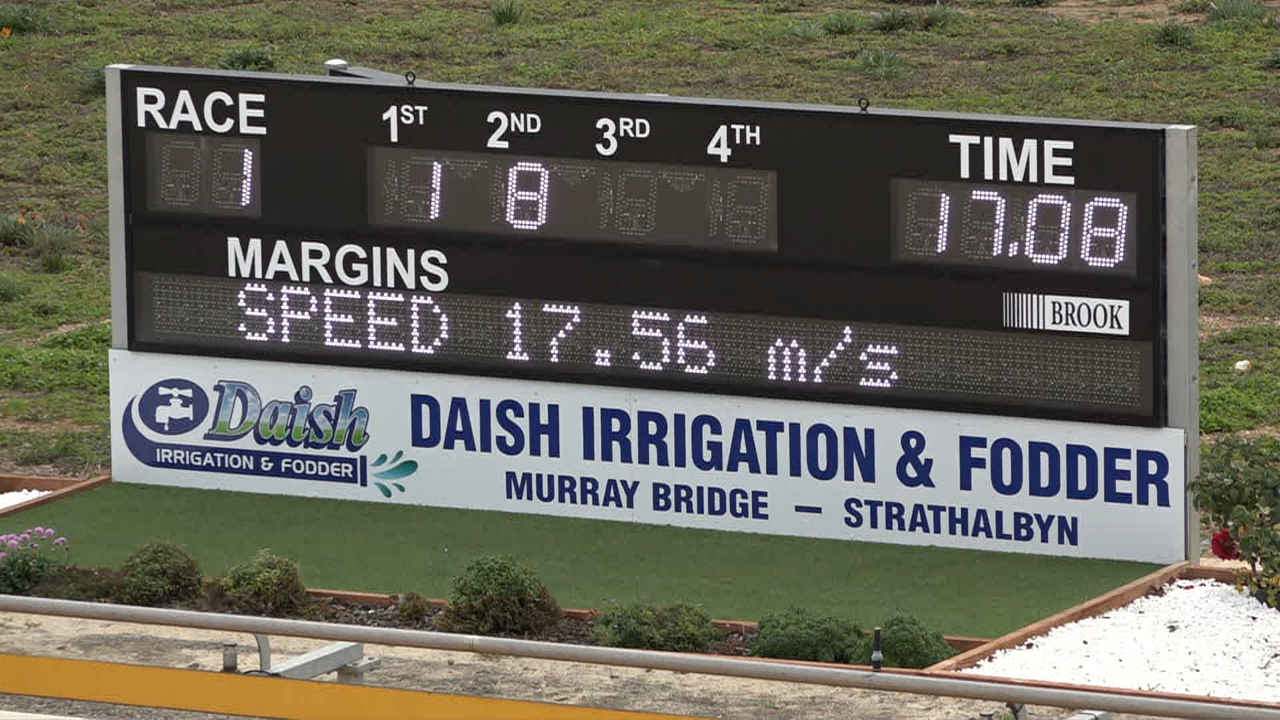 RACE 1ST 2ND 3RD 4TH TIME
1 1 8 17.08
MARGINS
BROOK
SPEED 17.56 m/s
Daish
IRRIGATION & FODDER
DAISH IRRIGATION & FODDER
MURRAY BRIDGE – STRATHALBYN